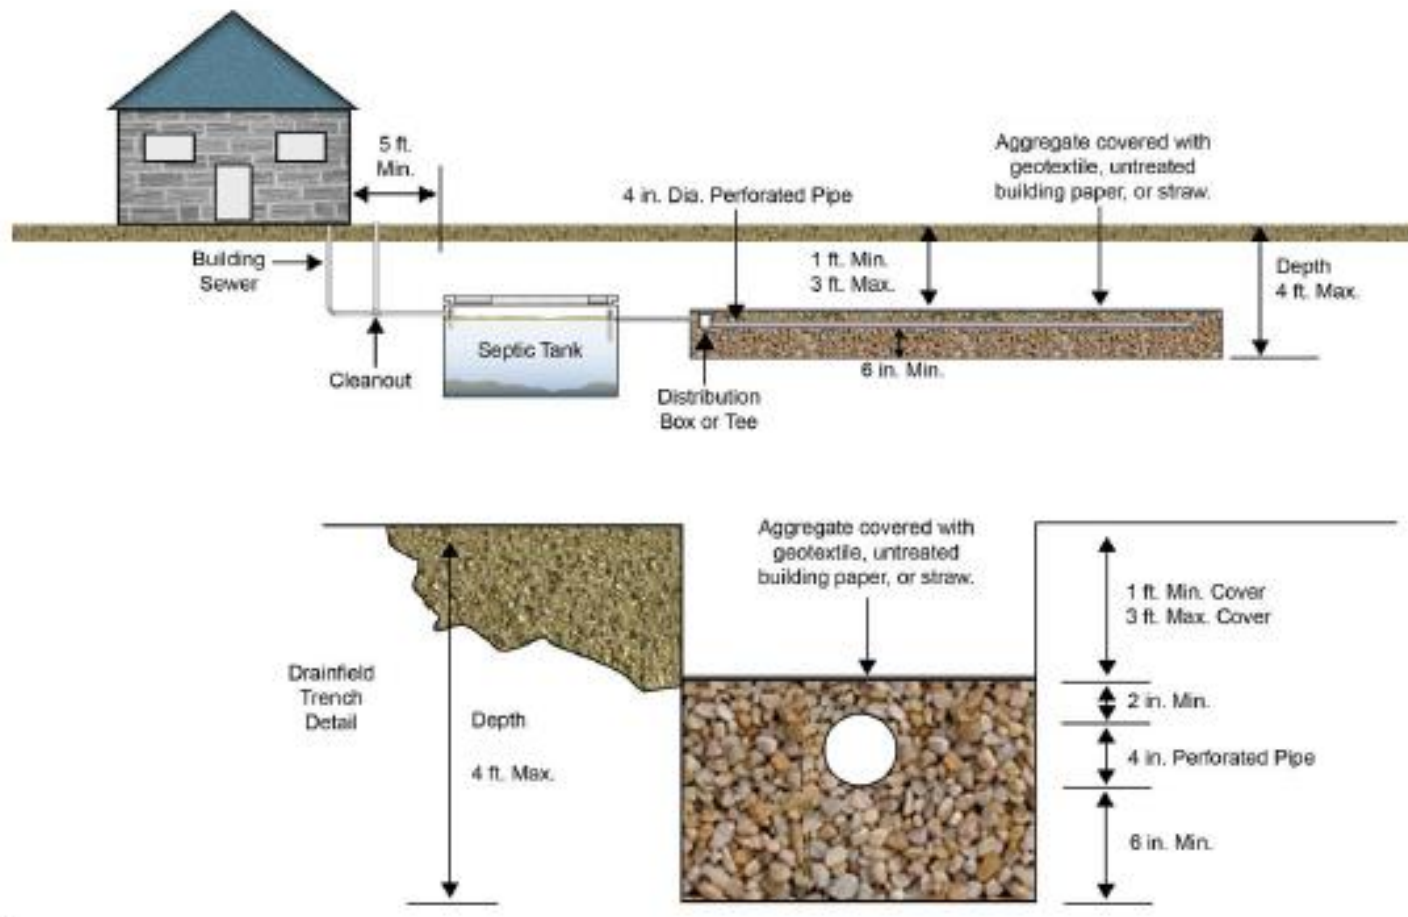 5 ft.
Min.
Aggregate covered with
geotextile, untreated
building paper, or straw.
4 in. Dia. Perforated Pipe
Building
Sewer
1 ft. Min.
3 ft. Max.
Depth
4 ft. Max.
Septic Tank
Cleanout
6 in. Min.
Distribution
Box or Tee
Aggregate covered with
geotextile, untreated
building paper, or straw.
1 ft. Min. Cover
3 ft. Max. Cover
Drainfield
Trench
Detail
Depth
4 ft. Max.
2 in. Min.
4 in. Perforated Pipe
6 in. Min.